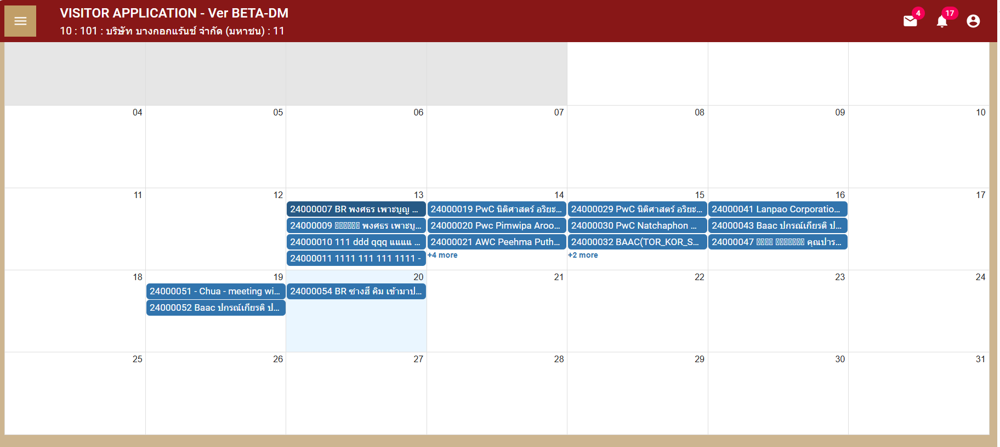 VISITOR APPLICATION - Ver BETA-DM
10 : 101 : บริษัท บางกอกแร้นช์ จำกัด (มหาชน) : 11
4
17
04 05 06 07 08 09 10
11 12 13 14 15 16 17
24000007 BR พงศธร เพาะบูญ ...
24000009 พงศธร เพาะบู...
24000010 111 ddd qqq แแแแ ...
24000011 1111 111 111 1111 -
24000019 PwC นิติศาสตร์ อริยะ...
24000020 Pwc Pimwipa Aroo...
24000021 AWC Peehma Puth...
+4 more
24000029 PwC นิติศาสตร์ อริยะ...
24000030 PwC Natchaphon ...
24000032 BAAC(TOR_KOR_S...
+2 more
24000041 Lanpao Corporatio...
24000043 Baac ปกรณ์เกียรติ ป...
24000047 คุณปาร...
18 19 20 21 22 23 24
24000051 - Chua - meeting wi...
24000052 Baac ปกรณ์เกียรติ ป...
24000054 BR ซางฮี คิม เข้ามาป...
25 26 27 28 29 30 31